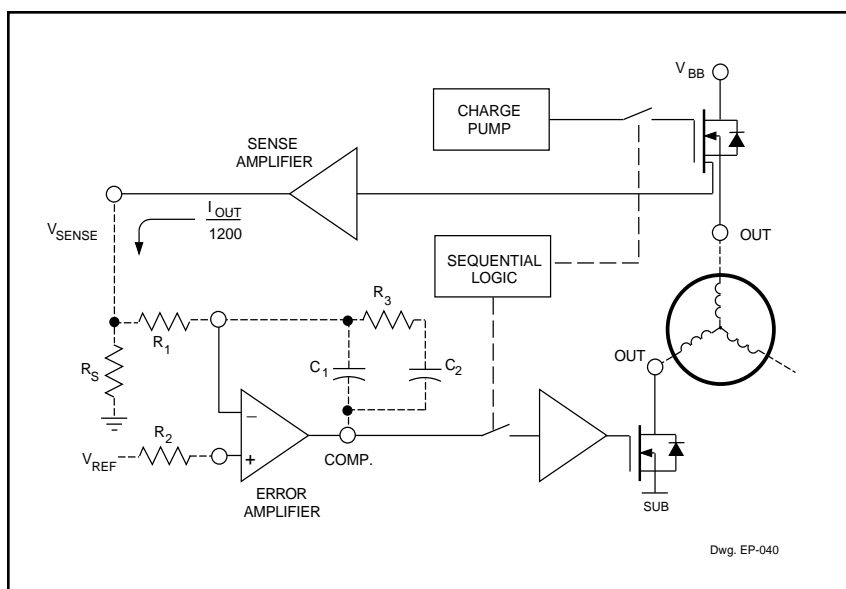 V BB
CHARGE
PUMP
SENSE
AMPLIFIER
I OUT
1200
V SENSE
OUT
SEQUENTIAL
LOGIC
R 3
R 1
C 1
C 2
R S
OUT
R 2
V REF
−
+
COMP.
ERROR
AMPLIFIER
SUB
Dwg. EP-040